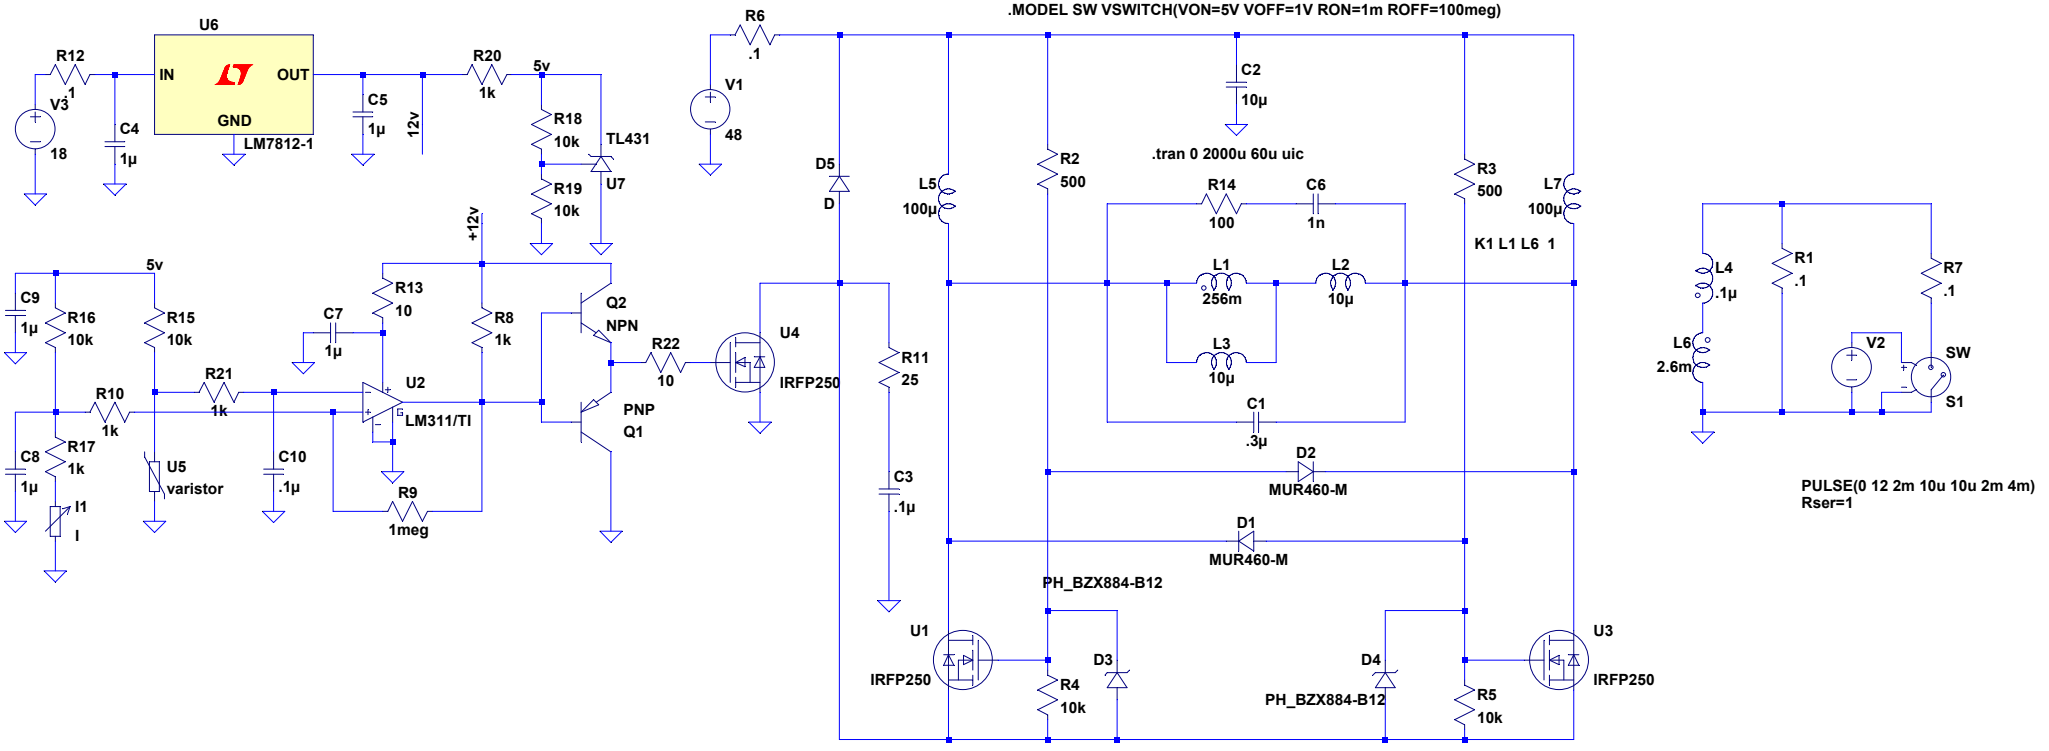 .MODEL SW VSWITCH(VON=5V VOFF=1V RON=1m ROFF=100meg)
U6
R12
.1
IN
OUT
GND
LM7812-1
V3
18
C4
1µ
C5
1µ
12v
R20
1k
5v
R18
10k
TL431
U7
R19
10k
R6
.1
V1
48
D5
D
L5
100µ
R2
500
C2
10µ
.tran 0 2000u 60u uic
R14
100
C6
1n
R3
500
L7
100µ
K1 L1 L6 1
L1
256m
L2
10µ
L3
10µ
C1
.3µ
D2
MUR460-M
D1
MUR460-M
+12v
5v
C9
1µ
R16
10k
R15
10k
C7
1µ
R13
10
R8
1k
Q2
NPN
R22
10
U4
IRFP250
R11
25
C3
.1µ
R10
1k
R21
1k
U2
LM311/TI
PNP
Q1
C8
1µ
R17
1k
U5
varistor
C10
.1µ
R9
1meg
I1
I
PH_BZX884-B12
U1
IRFP250
D3
R4
10k
D4
PH_BZX884-B12
R5
10k
U3
IRFP250
L4
.1µ
L6
2.6m
R1
.1
R7
.1
V2
SW
S1
PULSE(0 12 2m 10u 10u 2m 4m)
Rser=1